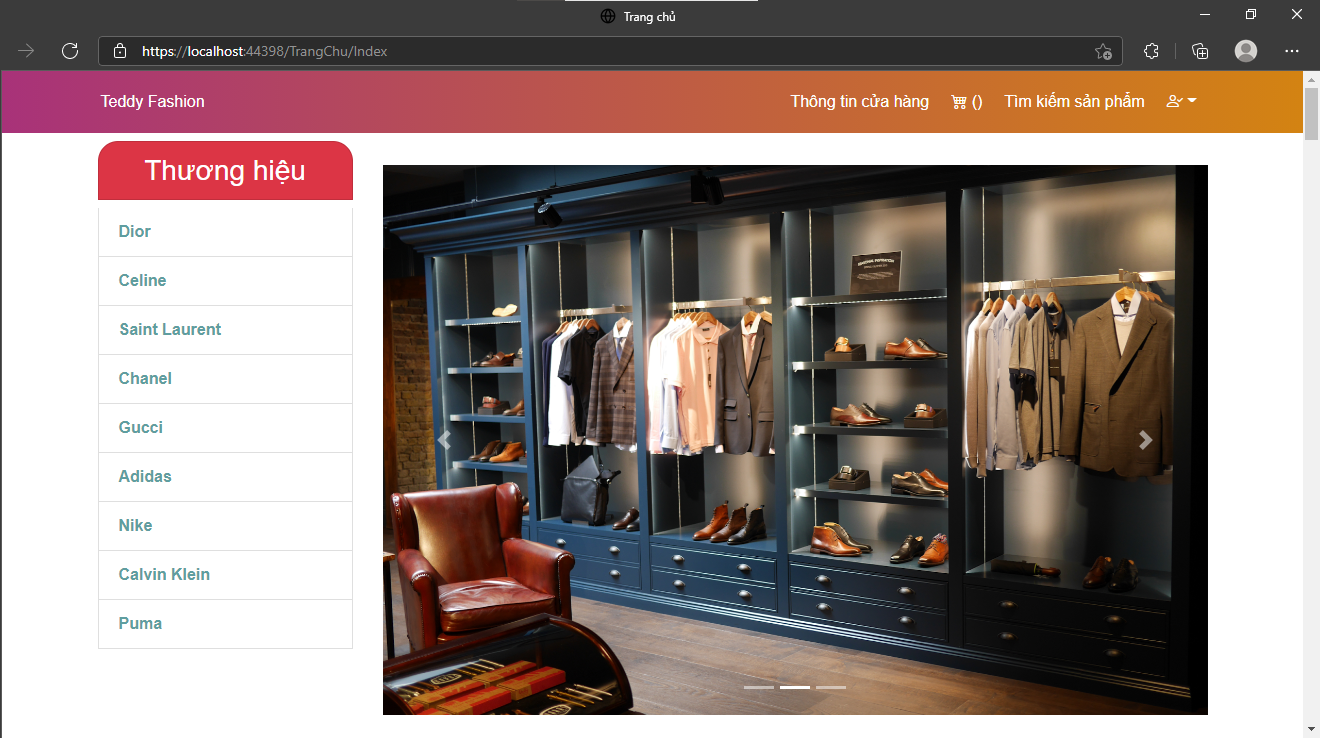 Trang chủ
https://localhost:44398/TrangChu/Index
Teddy Fashion
Thông tin cửa hàng
()
Tìm kiếm sản phẩm
Thương hiệu
Dior
Celine
Saint Laurent
Chanel
Gucci
Adidas
Nike
Calvin Klein
Puma